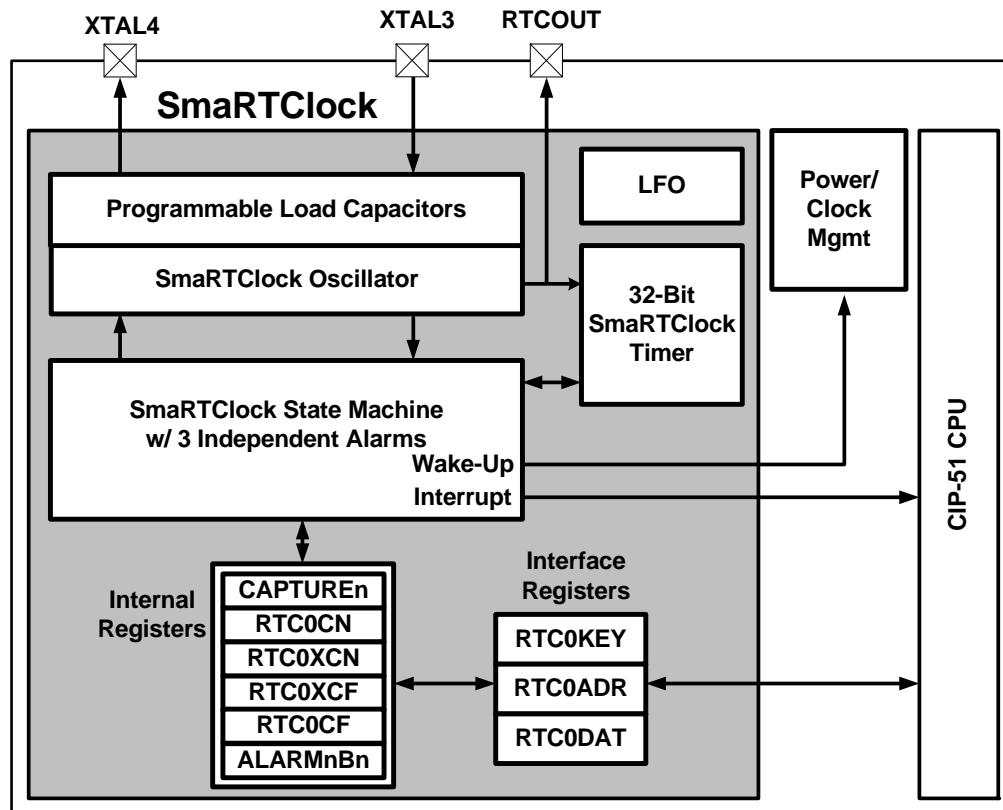 XTAL4
XTAL3
RTCOUT
SmaRTClock
Programmable Load Capacitors
SmaRTClock Oscillator
LFO
32-Bit
SmaRTClock
Timer
Power/
Clock
Mgmt
CIP-51 CPU
SmaRTClock State Machine
w/ 3 Independent Alarms
Wake-Up
Interrupt
Internal
Registers
CAPTUREn
RTC0CN
RTC0XCN
RTC0XCF
RTC0CF
ALARMnBn
Interface
Registers
RTC0KEY
RTC0ADR
RTC0DAT